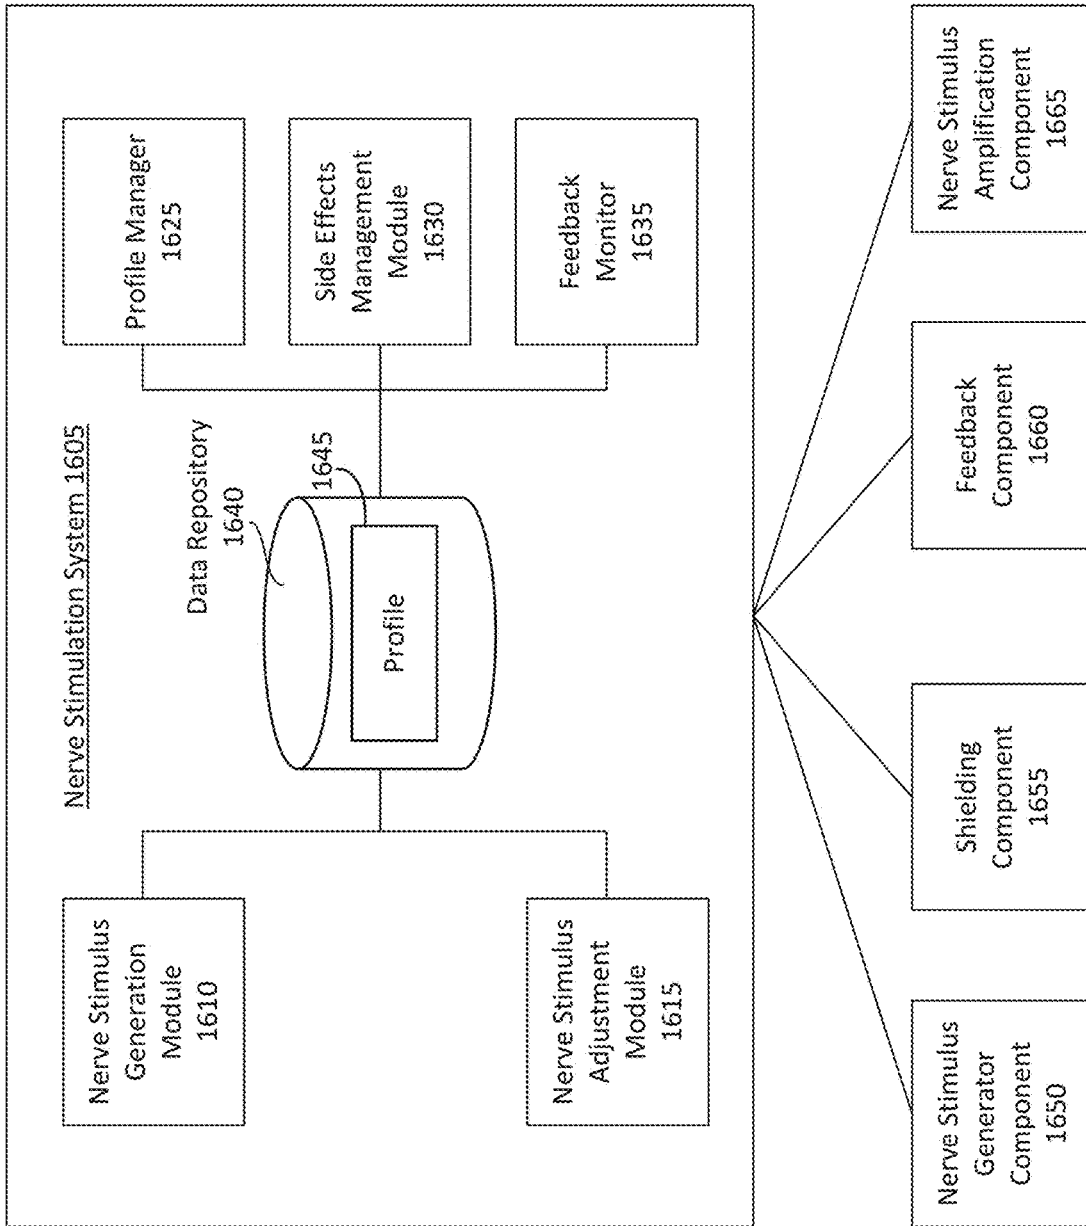 Nerve Stimulation System 1605
Nerve Stimulus
Generation
Module
1610
Nerve Stimulus
Adjustment
Module
1615
Data Repository
1640
1645
Profile
Profile Manager
1625
Side Effects
Management
Module
1630
Feedback
Monitor
1635
Nerve Stimulus
Generator
Component
1650
Shielding
Component
1655
Feedback
Component
1660
Nerve Stimulus
Amplification
Component
1665